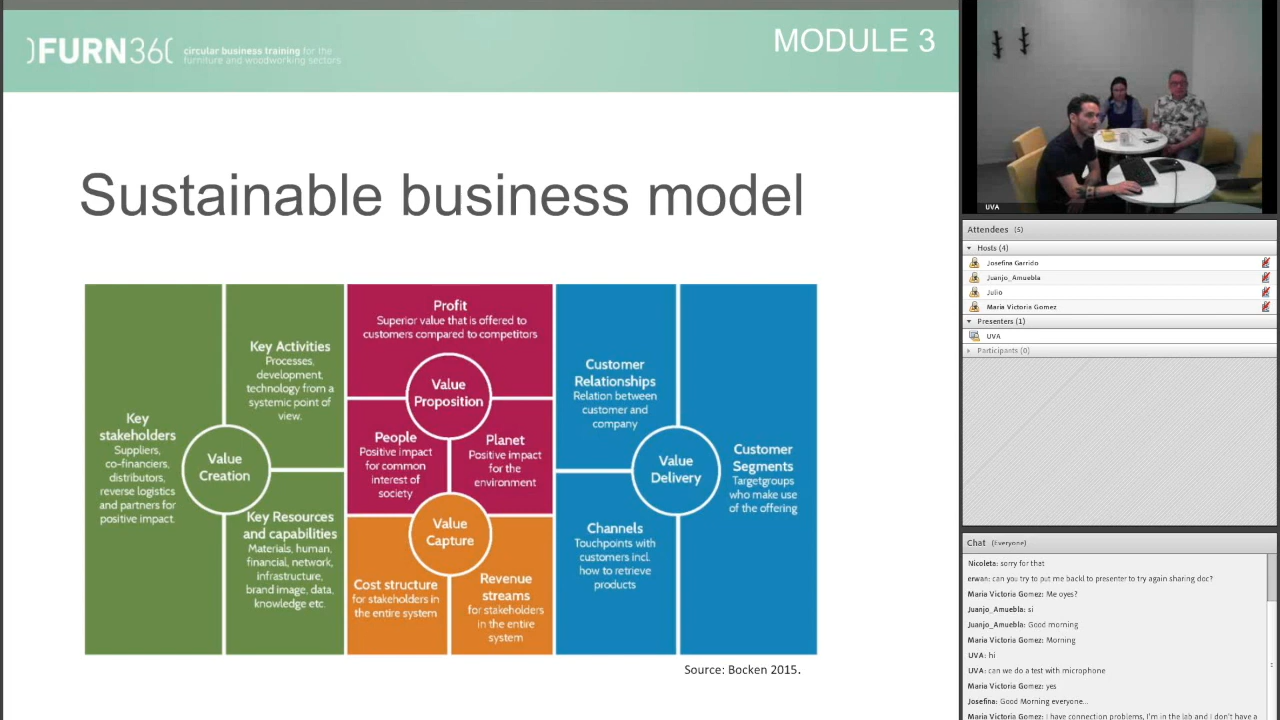 )FURN36(
circular business training for the
furniture and woodworking sectors
MODULE 3
Sustainable business model
Key
stakeholders
Suppliers,
co-financiers,
distributors,
reverse logistics
and partners for
positive impact.
Value
Creation
Key Activities
Processes,
development,
technology from a
systemic point of
view.
Key Resources
and capabilities
Materials, human,
financial, network,
infrastructure,
brand image, data,
knowledge etc.
Profit
Superior value that is offered to
customers compared to competitors
Value
Proposition
People
Positive impact
for common
interest of
society
Planet
Positive impact
for the
environment
Value
Capture
Cost structure
for stakeholders in
the entire system
Revenue
streams
for stakeholders
in the entire
system
Customer
Relationships
Relation between
customer and
company
Value
Delivery
Channels
Touchpoints with
customers incl.
how to retrieve
products
Customer
Segments
Targetgroups
who make use
of the offering
Source: Bocken 2015.
UVA
Attendees (5)
Hosts (4)
Josefina Garrido
Juanjo_Amuebla
Julio
Maria Victoria Gomez
Presenters (1)
UVA
Participants (0)
Chat (Everyone)
Nicoleta: sorry for that
erwan: can you try to put me backl to presenter to try again sharing doc?
Maria Victoria Gomez: Me oyes?
Juanjo_Amuebla: si
Juanjo_Amuebla: Good morning
Maria Victoria Gomez: Morning
UVA: hi
UVA: can we do a test with microphone
Maria Victoria Gomez: yes
Josefina: Good Morning everyone...
Maria Victoria Gomez: I have connection problems, I'm in the lab and I don't have a